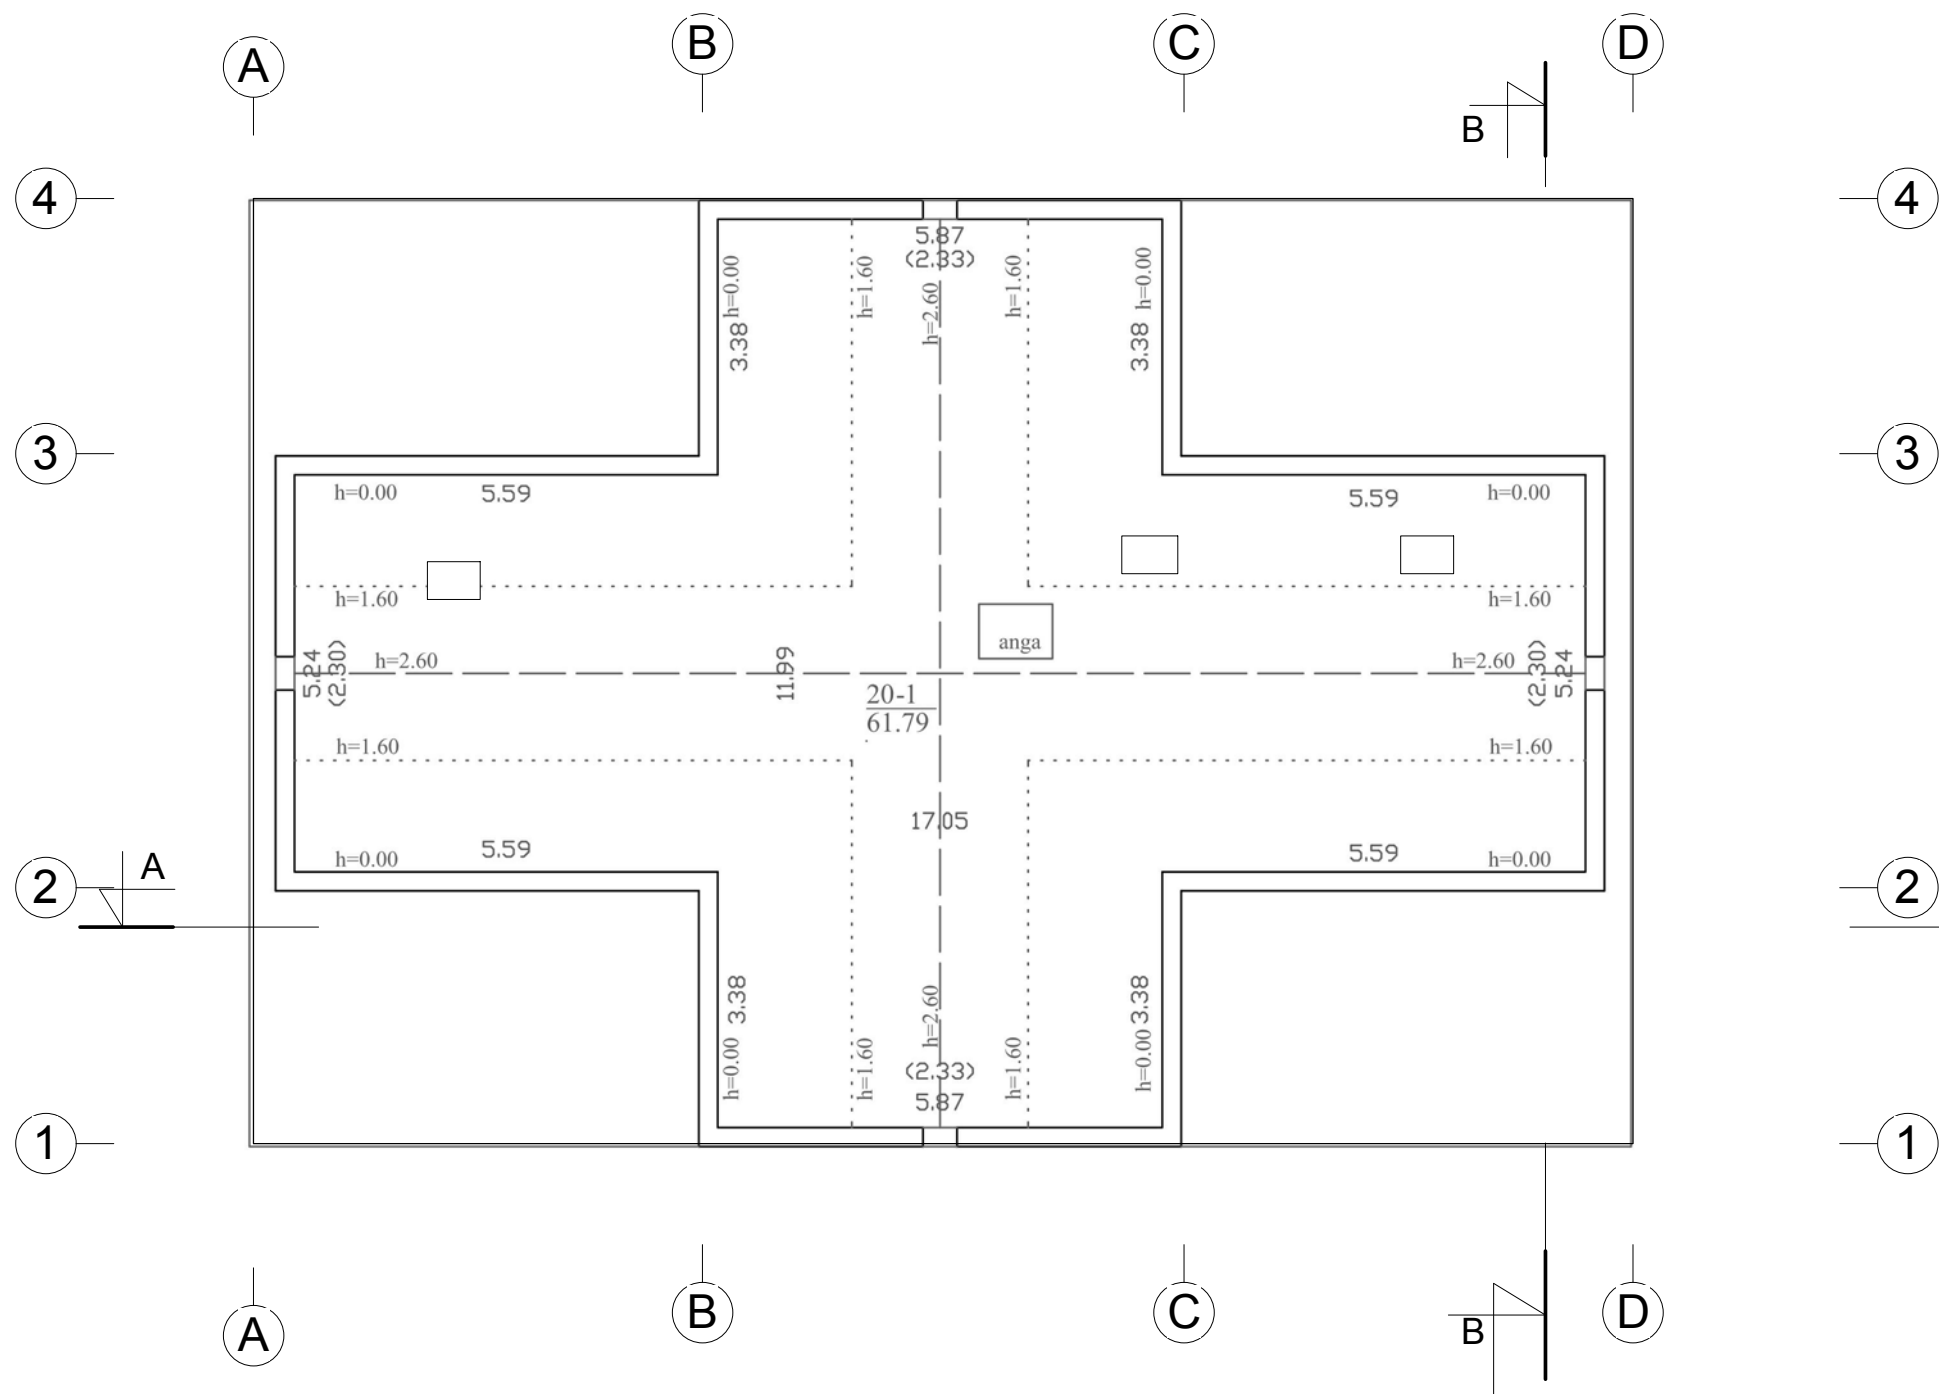 A
B
C
D
B
4
4
5.87
(2.33)
h=0.00
h=1.60
h=2.60
h=1.60
h=0.00
3.38
3.38
3
3
h=0.00
5.59
5.59
h=0.00
h=1.60
h=1.60
anga
5.24
(2.30)
h=2.60
11.99
h=2.60
(2.30)
5.24
20-1
61.79
h=1.60
h=1.60
17.05
h=0.00
5.59
5.59
h=0.00
A
2
2
3.38
3.38
h=0.00
h=1.60
h=2.60
h=1.60
h=0.00
(2.33)
5.87
1
1
A
B
C
B
D